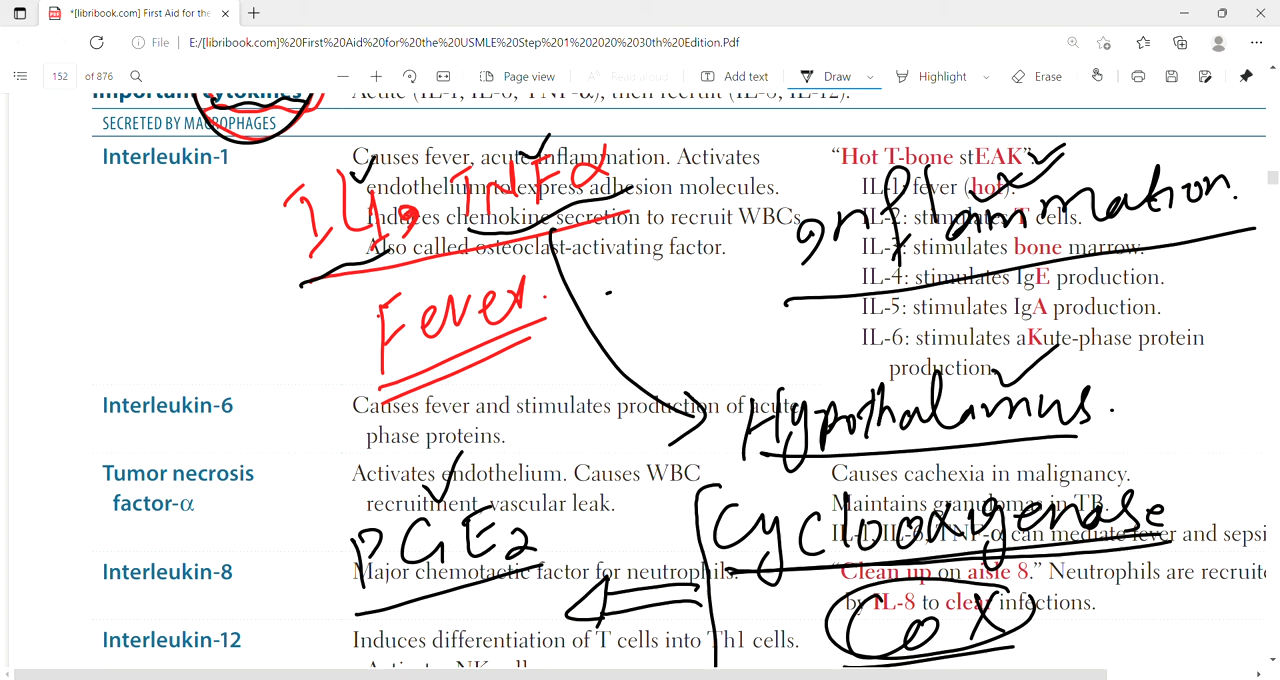 *[libribook.com] First Aid for the
File E:/[libribook.com]%20First%20Aid%20for%20the%20USMLE%20Step%201%202020%2030th%20Edition.Pdf
152 of 876 Page view Read aloud Add text Draw Highlight Erase
Important cytokines Acute (IL-1, IL-6, TNF-α), then recruit (IL-8, IL-12).
SECRETED BY MACROPHAGES
Interleukin-1
Causes fever, acute inflammation. Activates
endothelium to express adhesion molecules.
Induces chemokine secretion to recruit WBCs.
Also called osteoclast-activating factor.
“Hot T-bone stEAK”:
IL-1: fever (hot).
IL-2: stimulates T cells.
IL-3: stimulates bone marrow.
IL-4: stimulates IgE production.
IL-5: stimulates IgA production.
IL-6: stimulates aKute-phase protein
production.
TNFα
Fever.
inflammation.
Interleukin-6
Causes fever and stimulates production of acute
phase proteins.
Hypothalamus.
Tumor necrosis
factor-α
Activates endothelium. Causes WBC
recruitment, vascular leak.
Causes cachexia in malignancy.
Maintains granulomas in TB.
IL-1, IL-6, TNF-α can mediate fever and sepsi
PGE2
Cyclooxigenase
Interleukin-8
Major chemotactic factor for neutrophils.
“Clean up on aisle 8.” Neutrophils are recruite
by IL-8 to clear infections.
COX
Interleukin-12
Induces differentiation of T cells into Th1 cells.